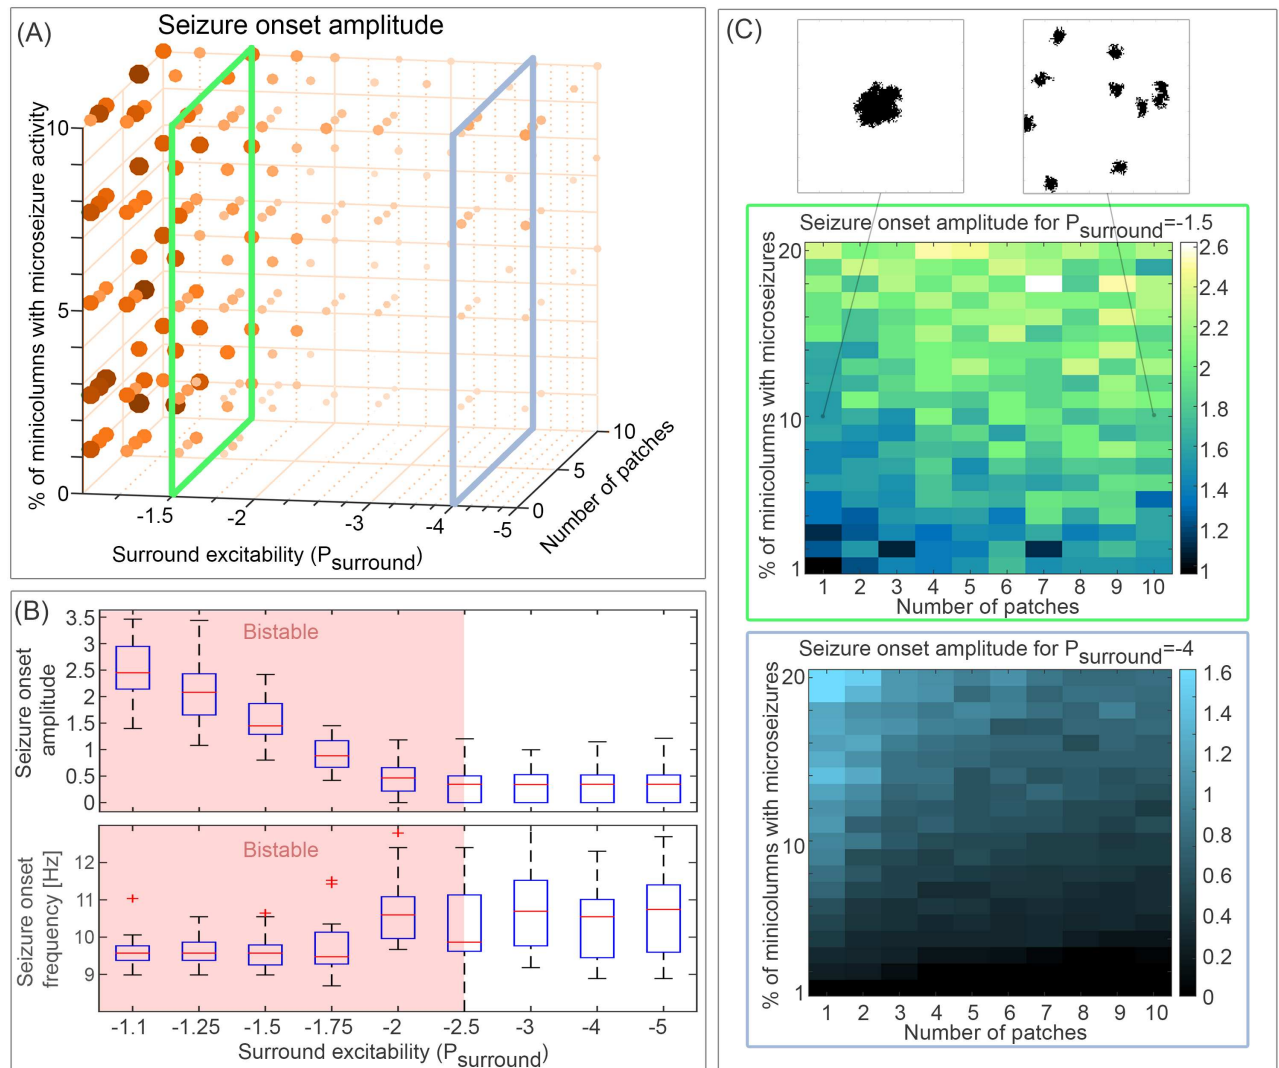 (A)
Seizure onset amplitude
% of minicolumns with microseizure activity
10
5
0
-1.5
-2
-3
-4
-5
Surround excitability (Psurround)
0
5
10
Number of patches
(B)
Bistable
Seizure onset
amplitude
3.5
3
2.5
2
1.5
1
0.5
0
Bistable
Seizure onset
frequency [Hz]
12
11
10
9
-1.1 -1.25 -1.5 -1.75 -2 -2.5 -3 -4 -5
Surround excitability (Psurround)
(C)
Seizure onset amplitude for Psurround=-1.5
% of minicolumns with microseizures
20
10
1
1 2 3 4 5 6 7 8 9 10
Number of patches
2.6
2.4
2.2
2
1.8
1.6
1.4
1.2
1
Seizure onset amplitude for Psurround=-4
% of minicolumns with microseizures
20
10
1
1 2 3 4 5 6 7 8 9 10
Number of patches
1.6
1.4
1.2
1
0.8
0.6
0.4
0.2
0